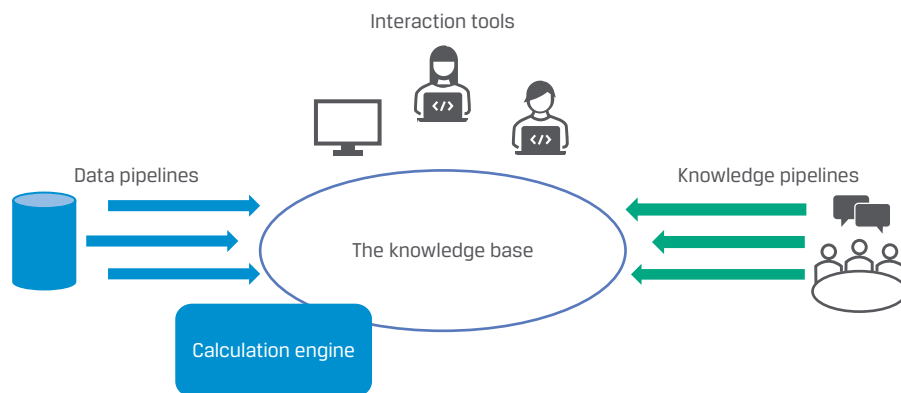 Interaction tools
</>
</>
Data pipelines
Knowledge pipelines
The knowledge base
Calculation engine